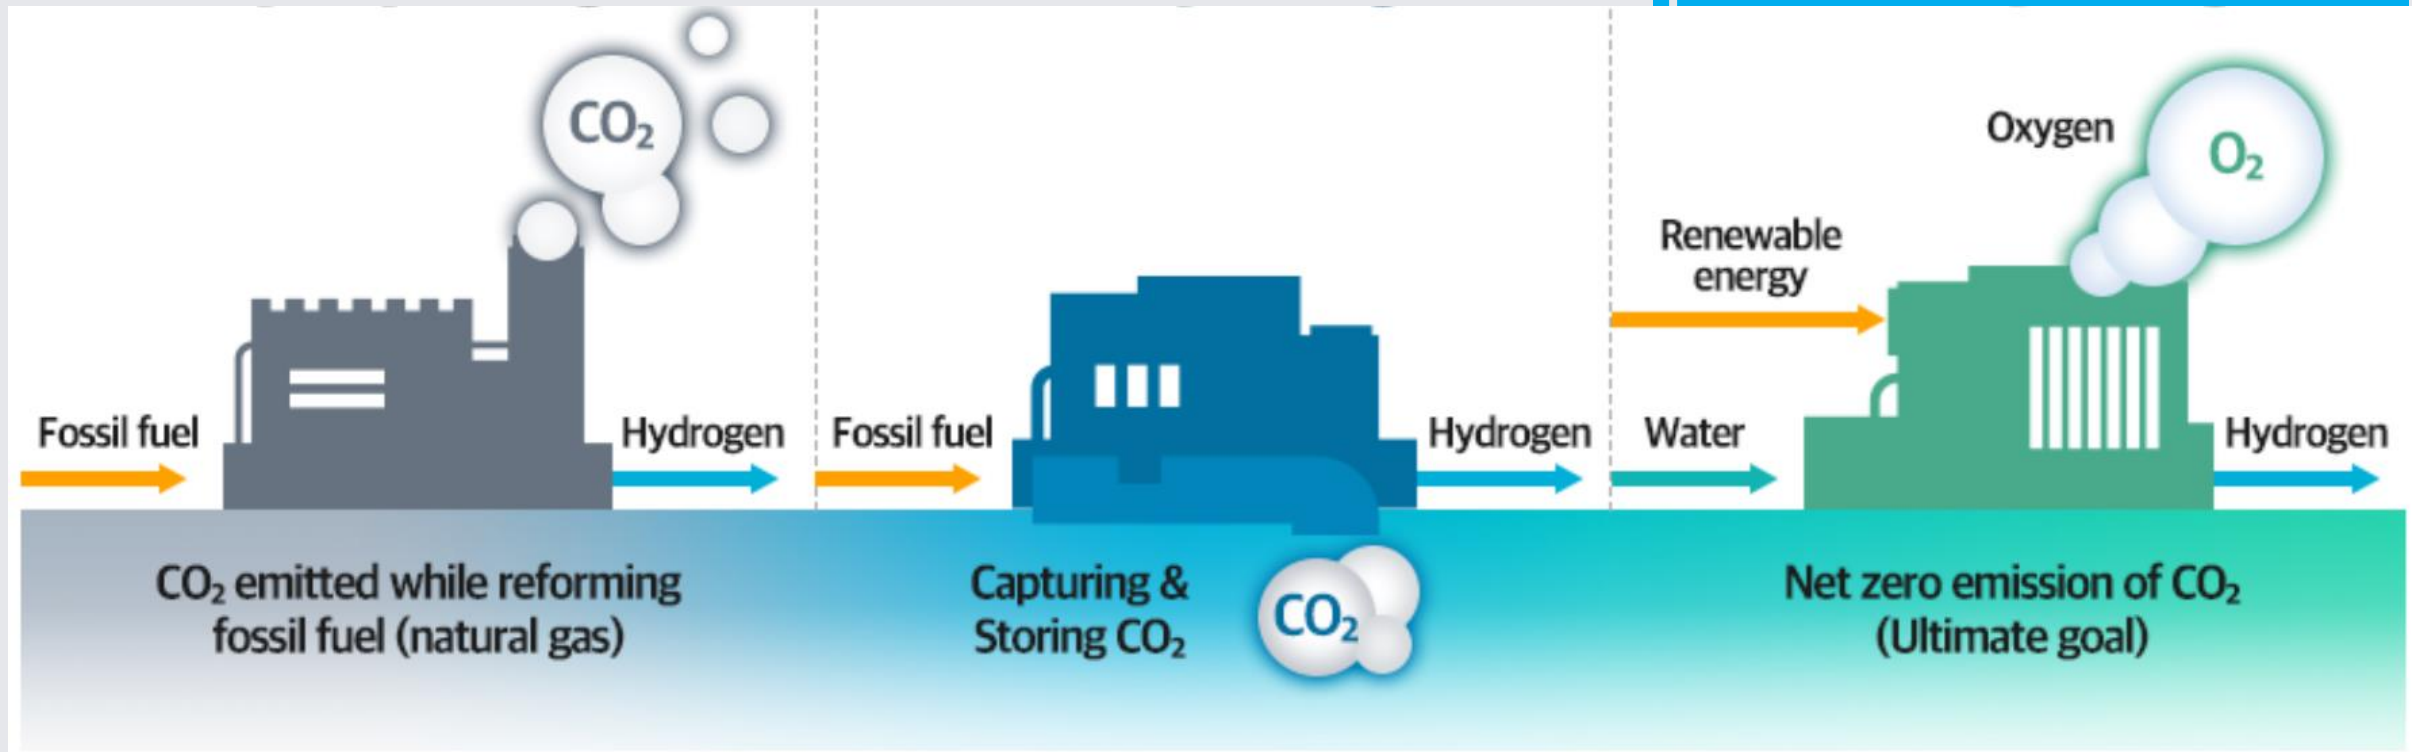 CO₂
Fossil fuel
Hydrogen
CO₂ emitted while reforming
fossil fuel (natural gas)
Fossil fuel
Hydrogen
Capturing &
Storing CO₂
CO₂
Oxygen
O₂
Renewable
energy
Water
Hydrogen
Net zero emission of CO₂
(Ultimate goal)